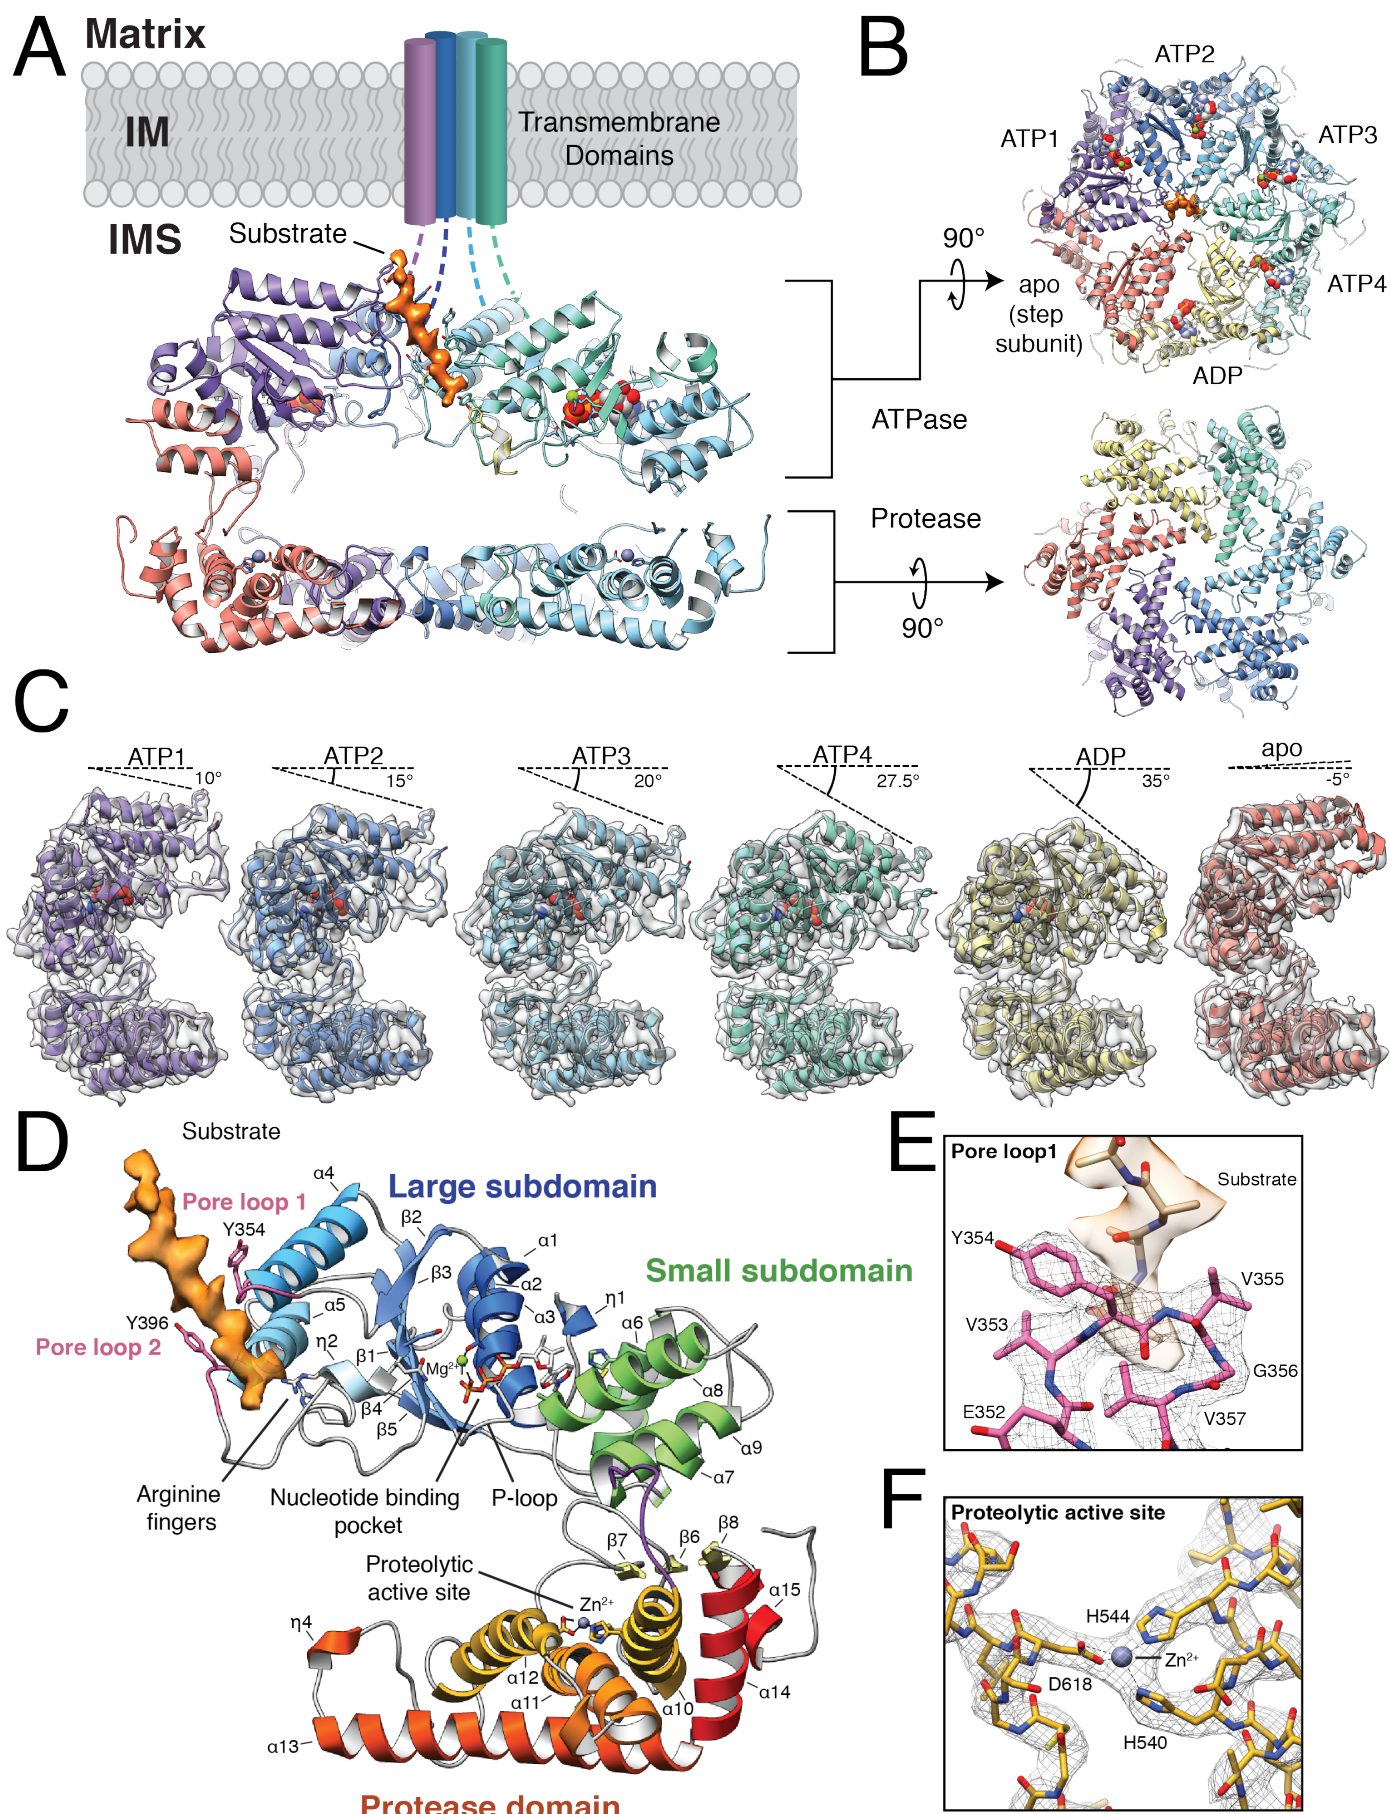 A
Matrix
IM
Transmembrane
Domains
IMS
Substrate
ATPase
Protease
90°
90°
B
ATP2
ATP1
ATP3
apo
(step
subunit)
ATP4
ADP
C
ATP1
10°
ATP2
15°
ATP3
20°
ATP4
27.5°
ADP
35°
apo
-5°
D
Substrate
Pore loop 1
Y354
Y396
Pore loop 2
α4
Large subdomain
β2
α1
β3
α2
α3
Small subdomain
η1
α5
α6
η2
β1
Mg²⁺
α8
β4
β5
α9
α7
Arginine
fingers
Nucleotide binding
pocket
P-loop
β7
β6
β8
Proteolytic
active site
Zn²⁺
α15
η4
α12
α11
α10
α14
α13
Protease domain
E
Pore loop1
Substrate
Y354
V355
V353
G356
E352
V357
F
Proteolytic active site
H544
Zn²⁺
D618
H540